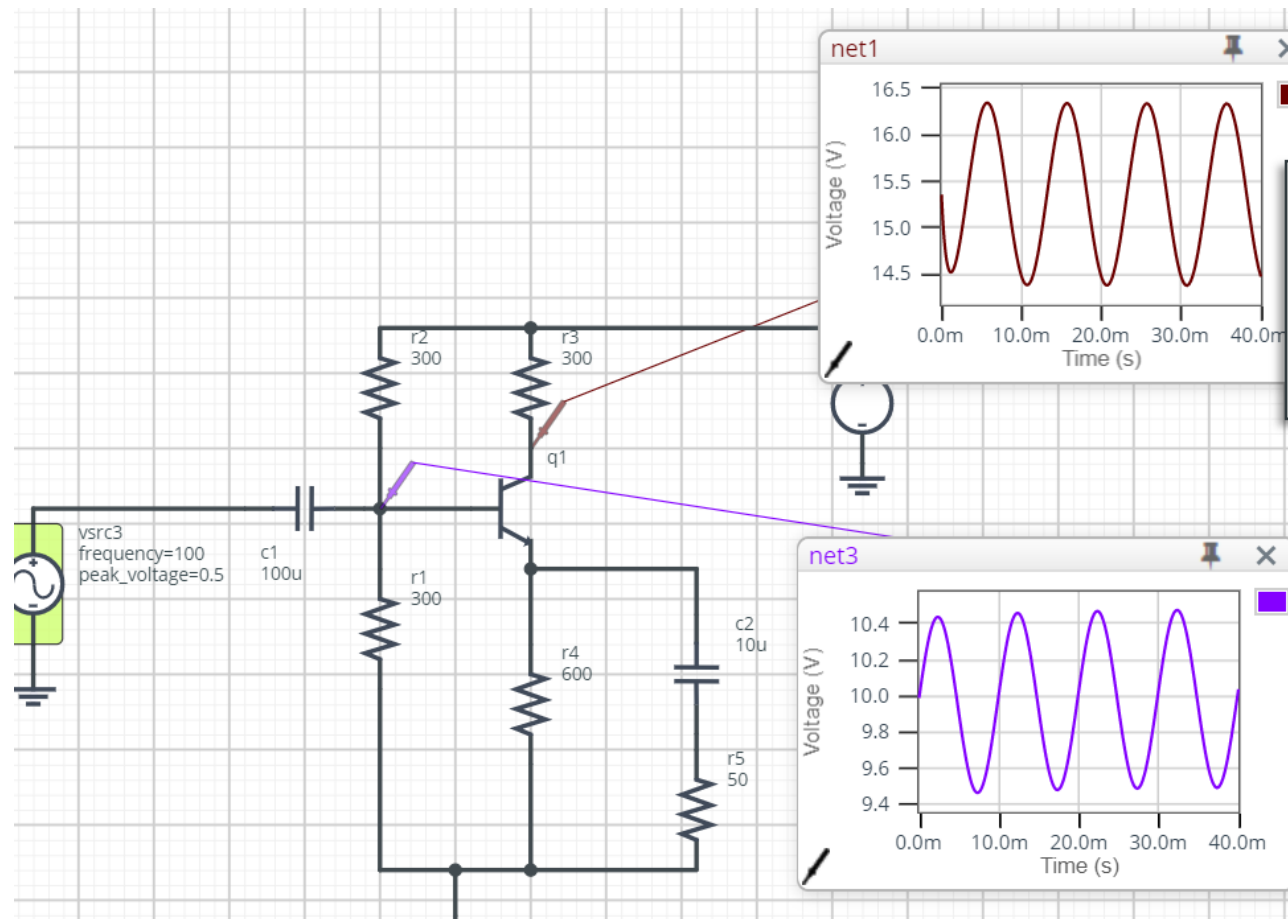 net1
16.5
16.0
15.5
15.0
14.5
Voltage (V)
0.0m 10.0m 20.0m 30.0m 40.0m
Time (s)
r2
300
r3
300
q1
vsrc3
frequency=100
peak_voltage=0.5
c1
100u
r1
300
r4
600
c2
10u
r5
50
net3
10.4
10.2
10.0
9.8
9.6
9.4
Voltage (V)
0.0m 10.0m 20.0m 30.0m 40.0m
Time (s)